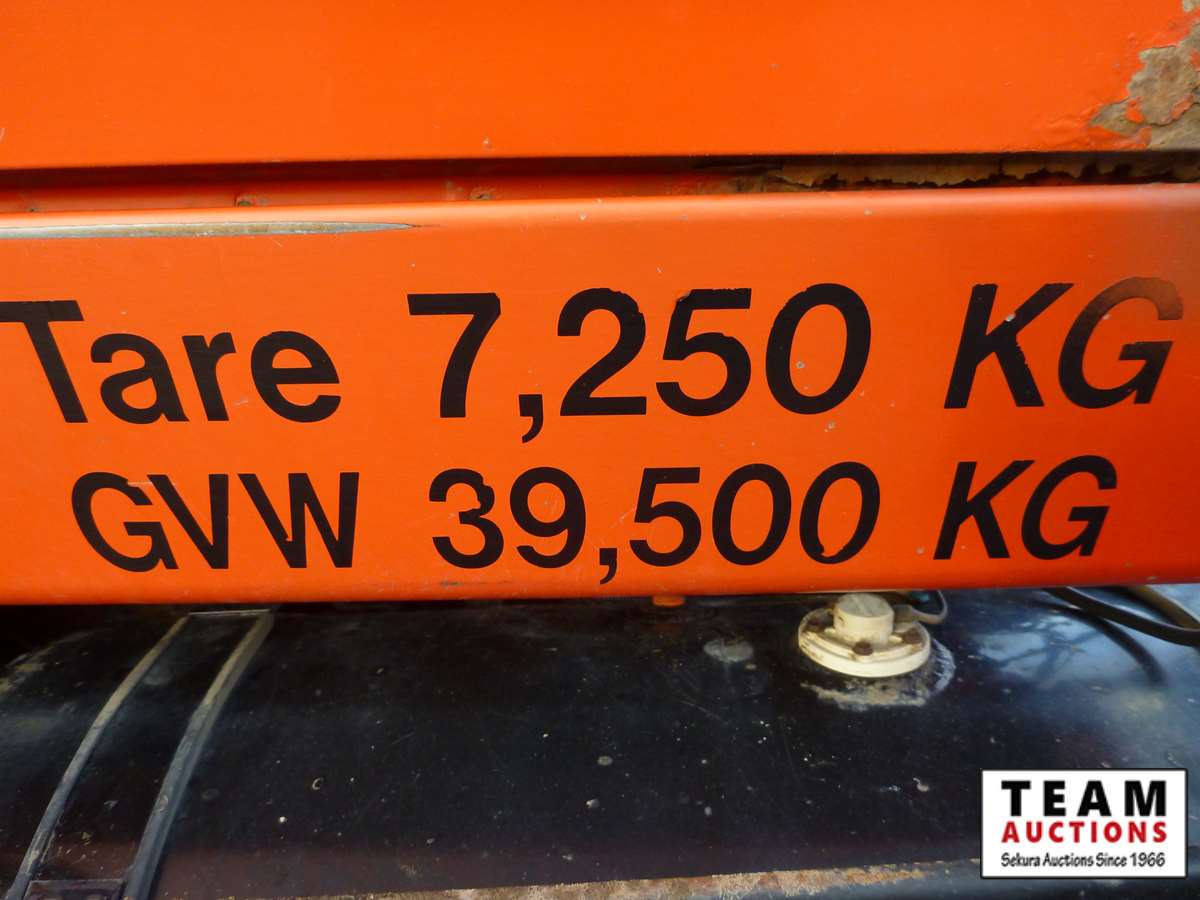 Tare 7,250 KG
GVW 39,500 KG
TEAM
AUCTIONS
Sekura Auctions Since 1966